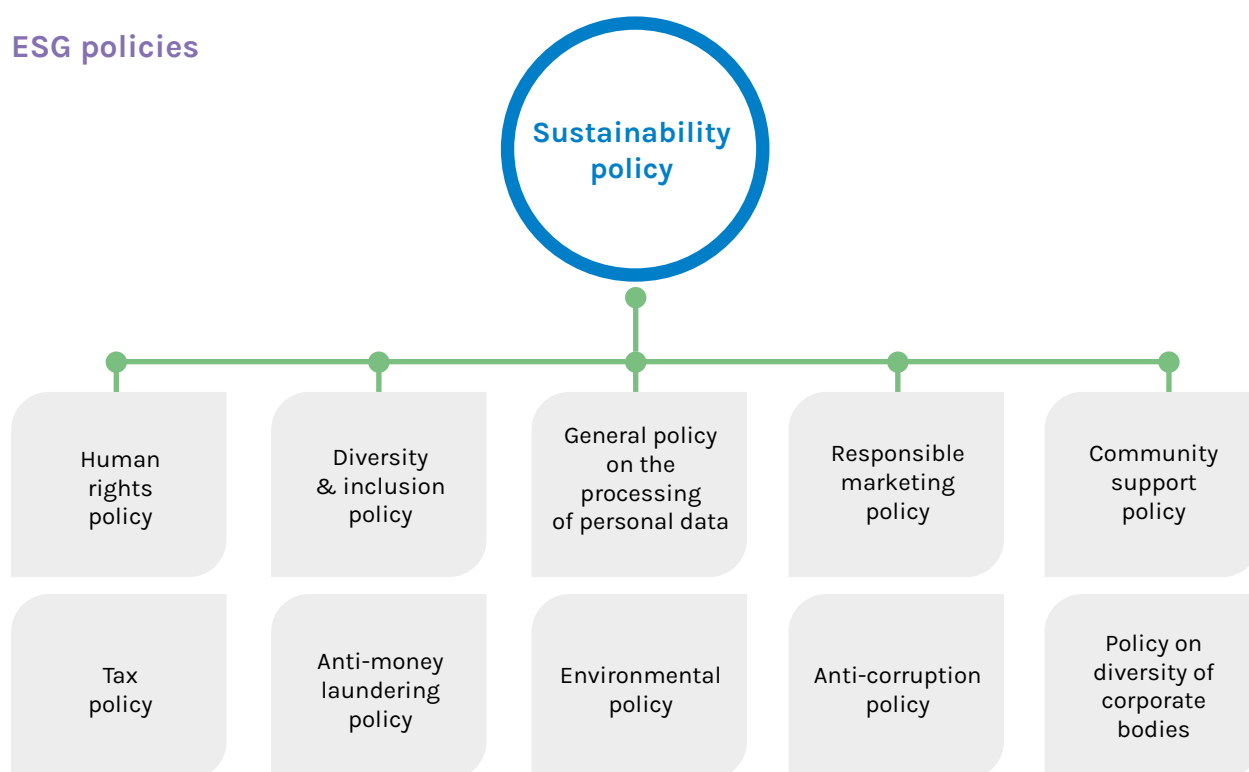 ESG policies
Sustainability
policy
Human
rights
policy
Diversity
& inclusion
policy
General policy
on the
processing
of personal data
Responsible
marketing
policy
Community
support
policy
Tax
policy
Anti-money
laundering
policy
Environmental
policy
Anti-corruption
policy
Policy on
diversity of
corporate
bodies